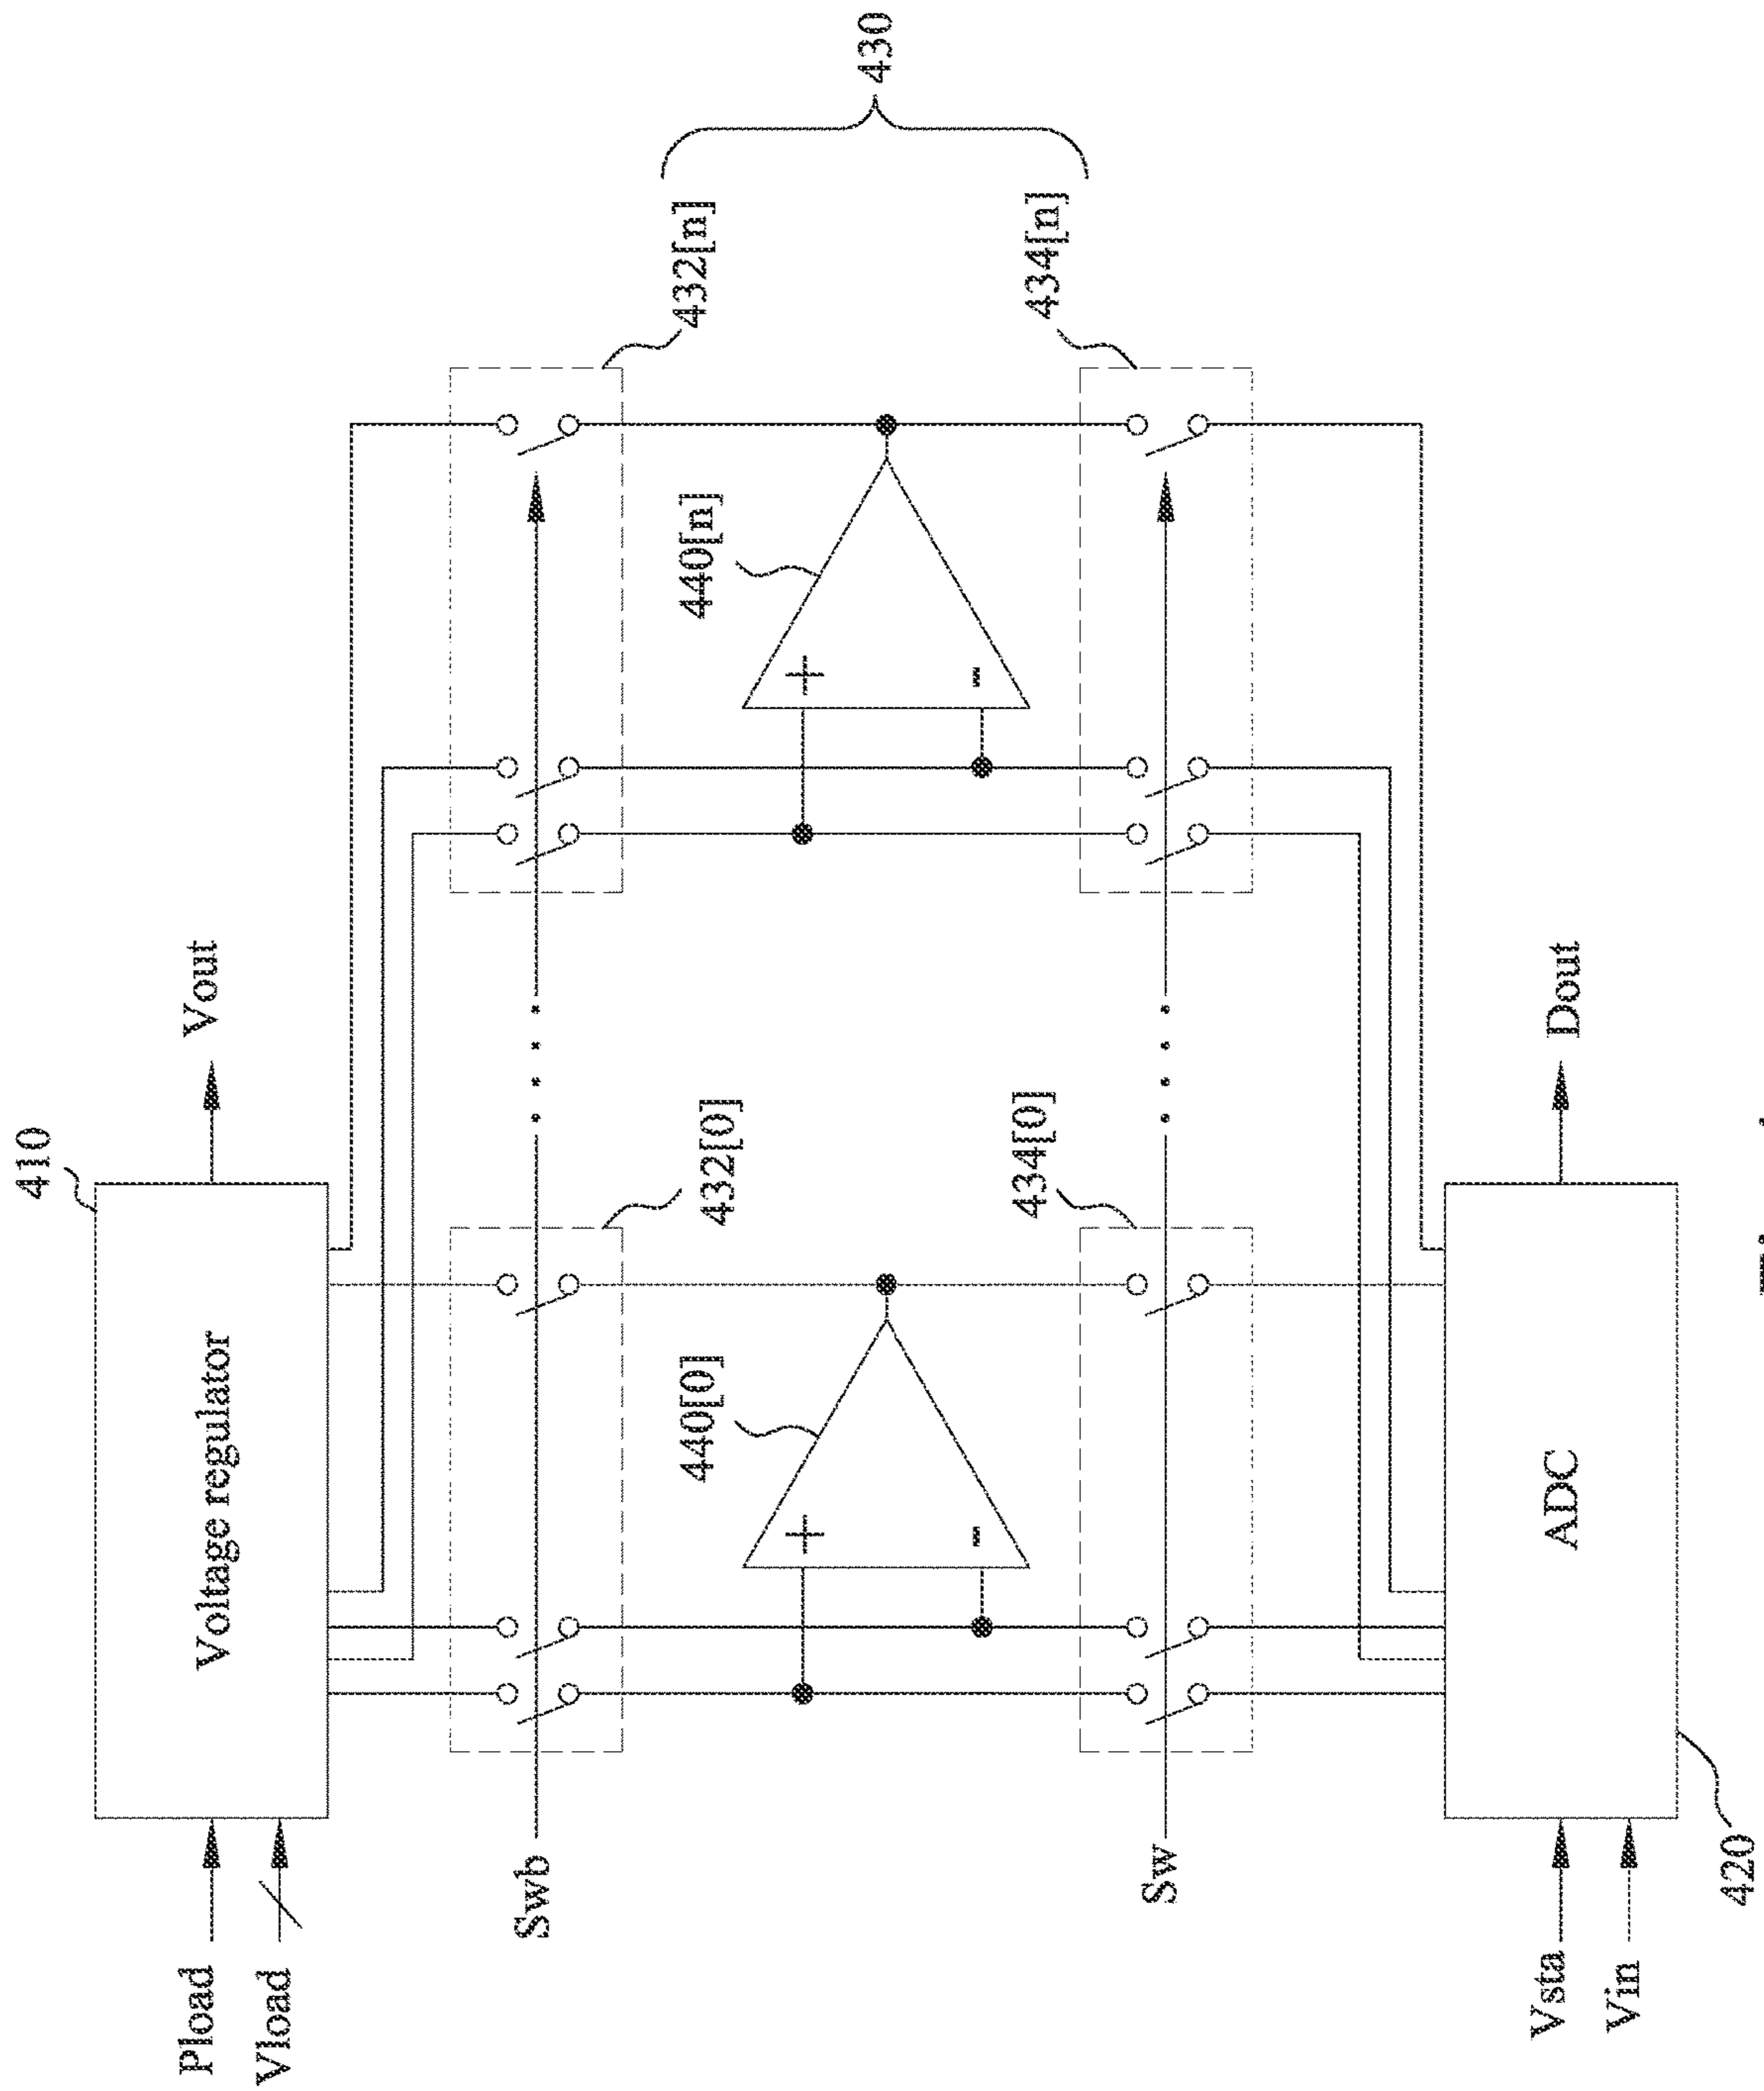 410
Pload
Vload
Voltage regulator
Vout
Swb
432[0]
432[n]
440[0]
+
-
440[n]
+
-
430
Sw
434[0]
434[n]
Vsta
Vin
ADC
Dout
420